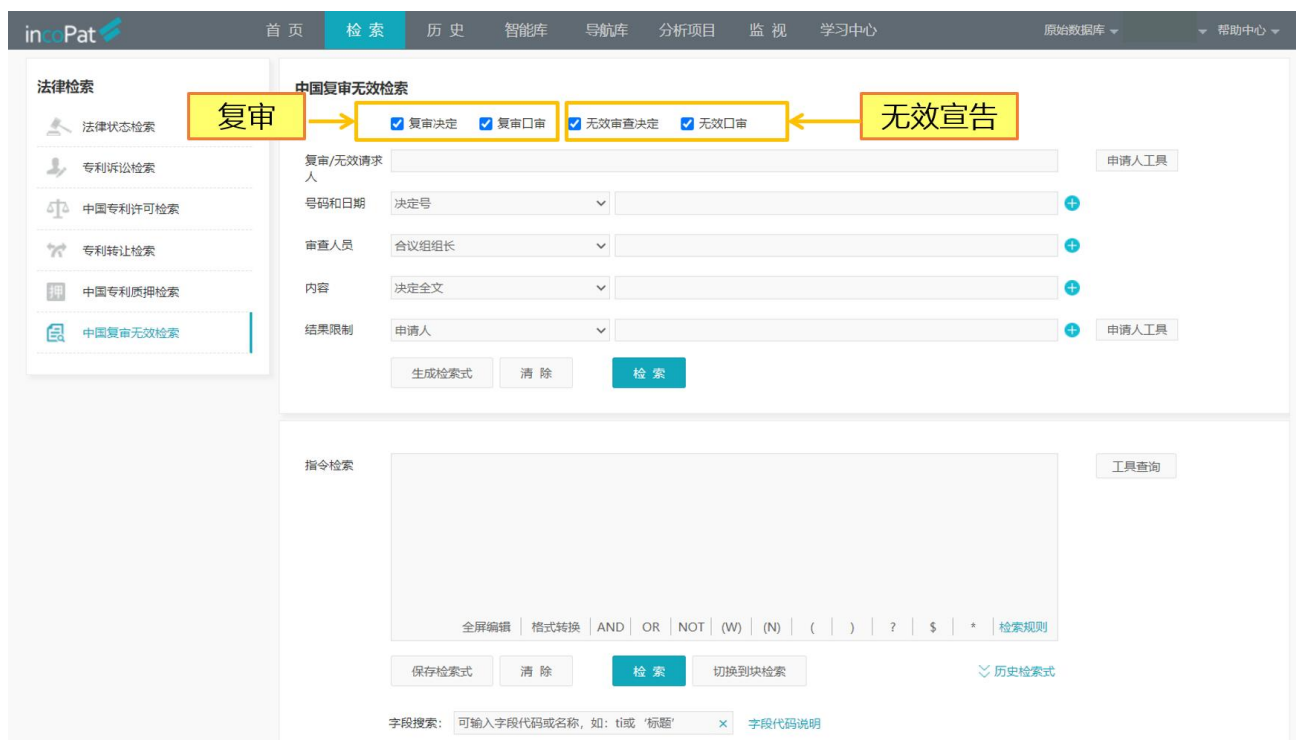 incoPat 首 页 检 索 历 史 智能库 导航库 分析项目 监 视 学习中心 原始数据库 帮助中心
法律检索
法律状态检索
专利诉讼检索
中国专利许可检索
专利转让检索
中国专利质押检索
中国复审无效检索
中国复审无效检索
复审 复审决定 复审口审 无效审查决定 无效口审 无效宣告
复审/无效请求
人
申请人工具
号码和日期 决定号
审查人员 合议组组长
内容 决定全文
结果限制 申请人 申请人工具
生成检索式 清 除 检 索
指令检索 工具查询
全屏编辑 | 格式转换 | AND | OR | NOT | (W) | (N) | ( | ) | ? | $ | * | 检索规则
保存检索式 清 除 检 索 切换到块检索 历史检索式
字段搜索: 可输入字段代码或名称, 如: ti或 '标题' × 字段代码说明